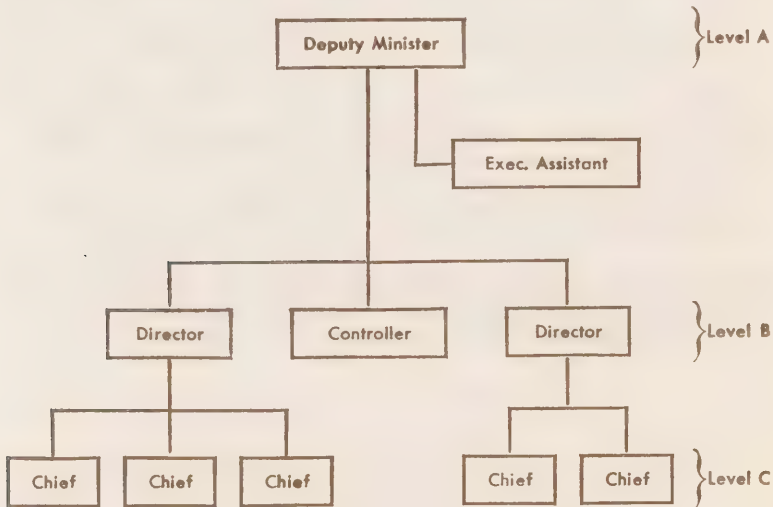 Deputy Minister
Level A
Exec. Assistant
Director
Controller
Director
Level B
Chief
Chief
Chief
Chief
Chief
Level C